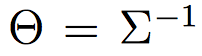 Θ = Σ⁻¹